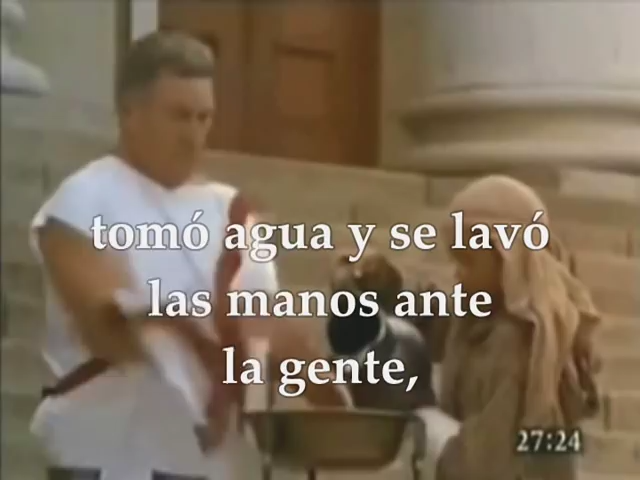 tomó agua y se lavó
las manos ante
la gente,
27:24